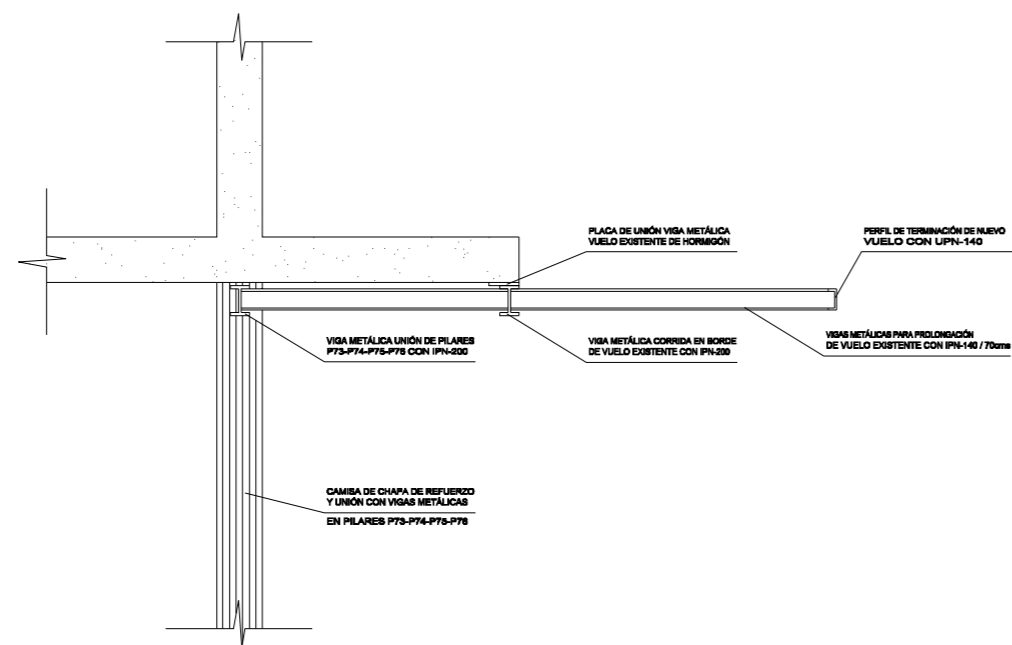 PLACA DE UNIÓN VIGA METÁLICA
VUELO EXISTENTE DE HORMIGÓN
PERFIL DE TERMINACIÓN DE NUEVO
VUELO CON UPN-140
VIGA METÁLICA UNIÓN DE PILARES
P73-P74-P75-P76 CON IPN-200
VIGA METÁLICA CORRIDA EN BORDE
DE VUELO EXISTENTE CON IPN-200
VIGAS METÁLICAS PARA PROLONGACIÓN
DE VUELO EXISTENTE CON IPN-140 / 70cms
CAMISA DE CHAPA DE REFUERZO
Y UNIÓN CON VIGAS METÁLICAS
EN PILARES P73-P74-P75-P76